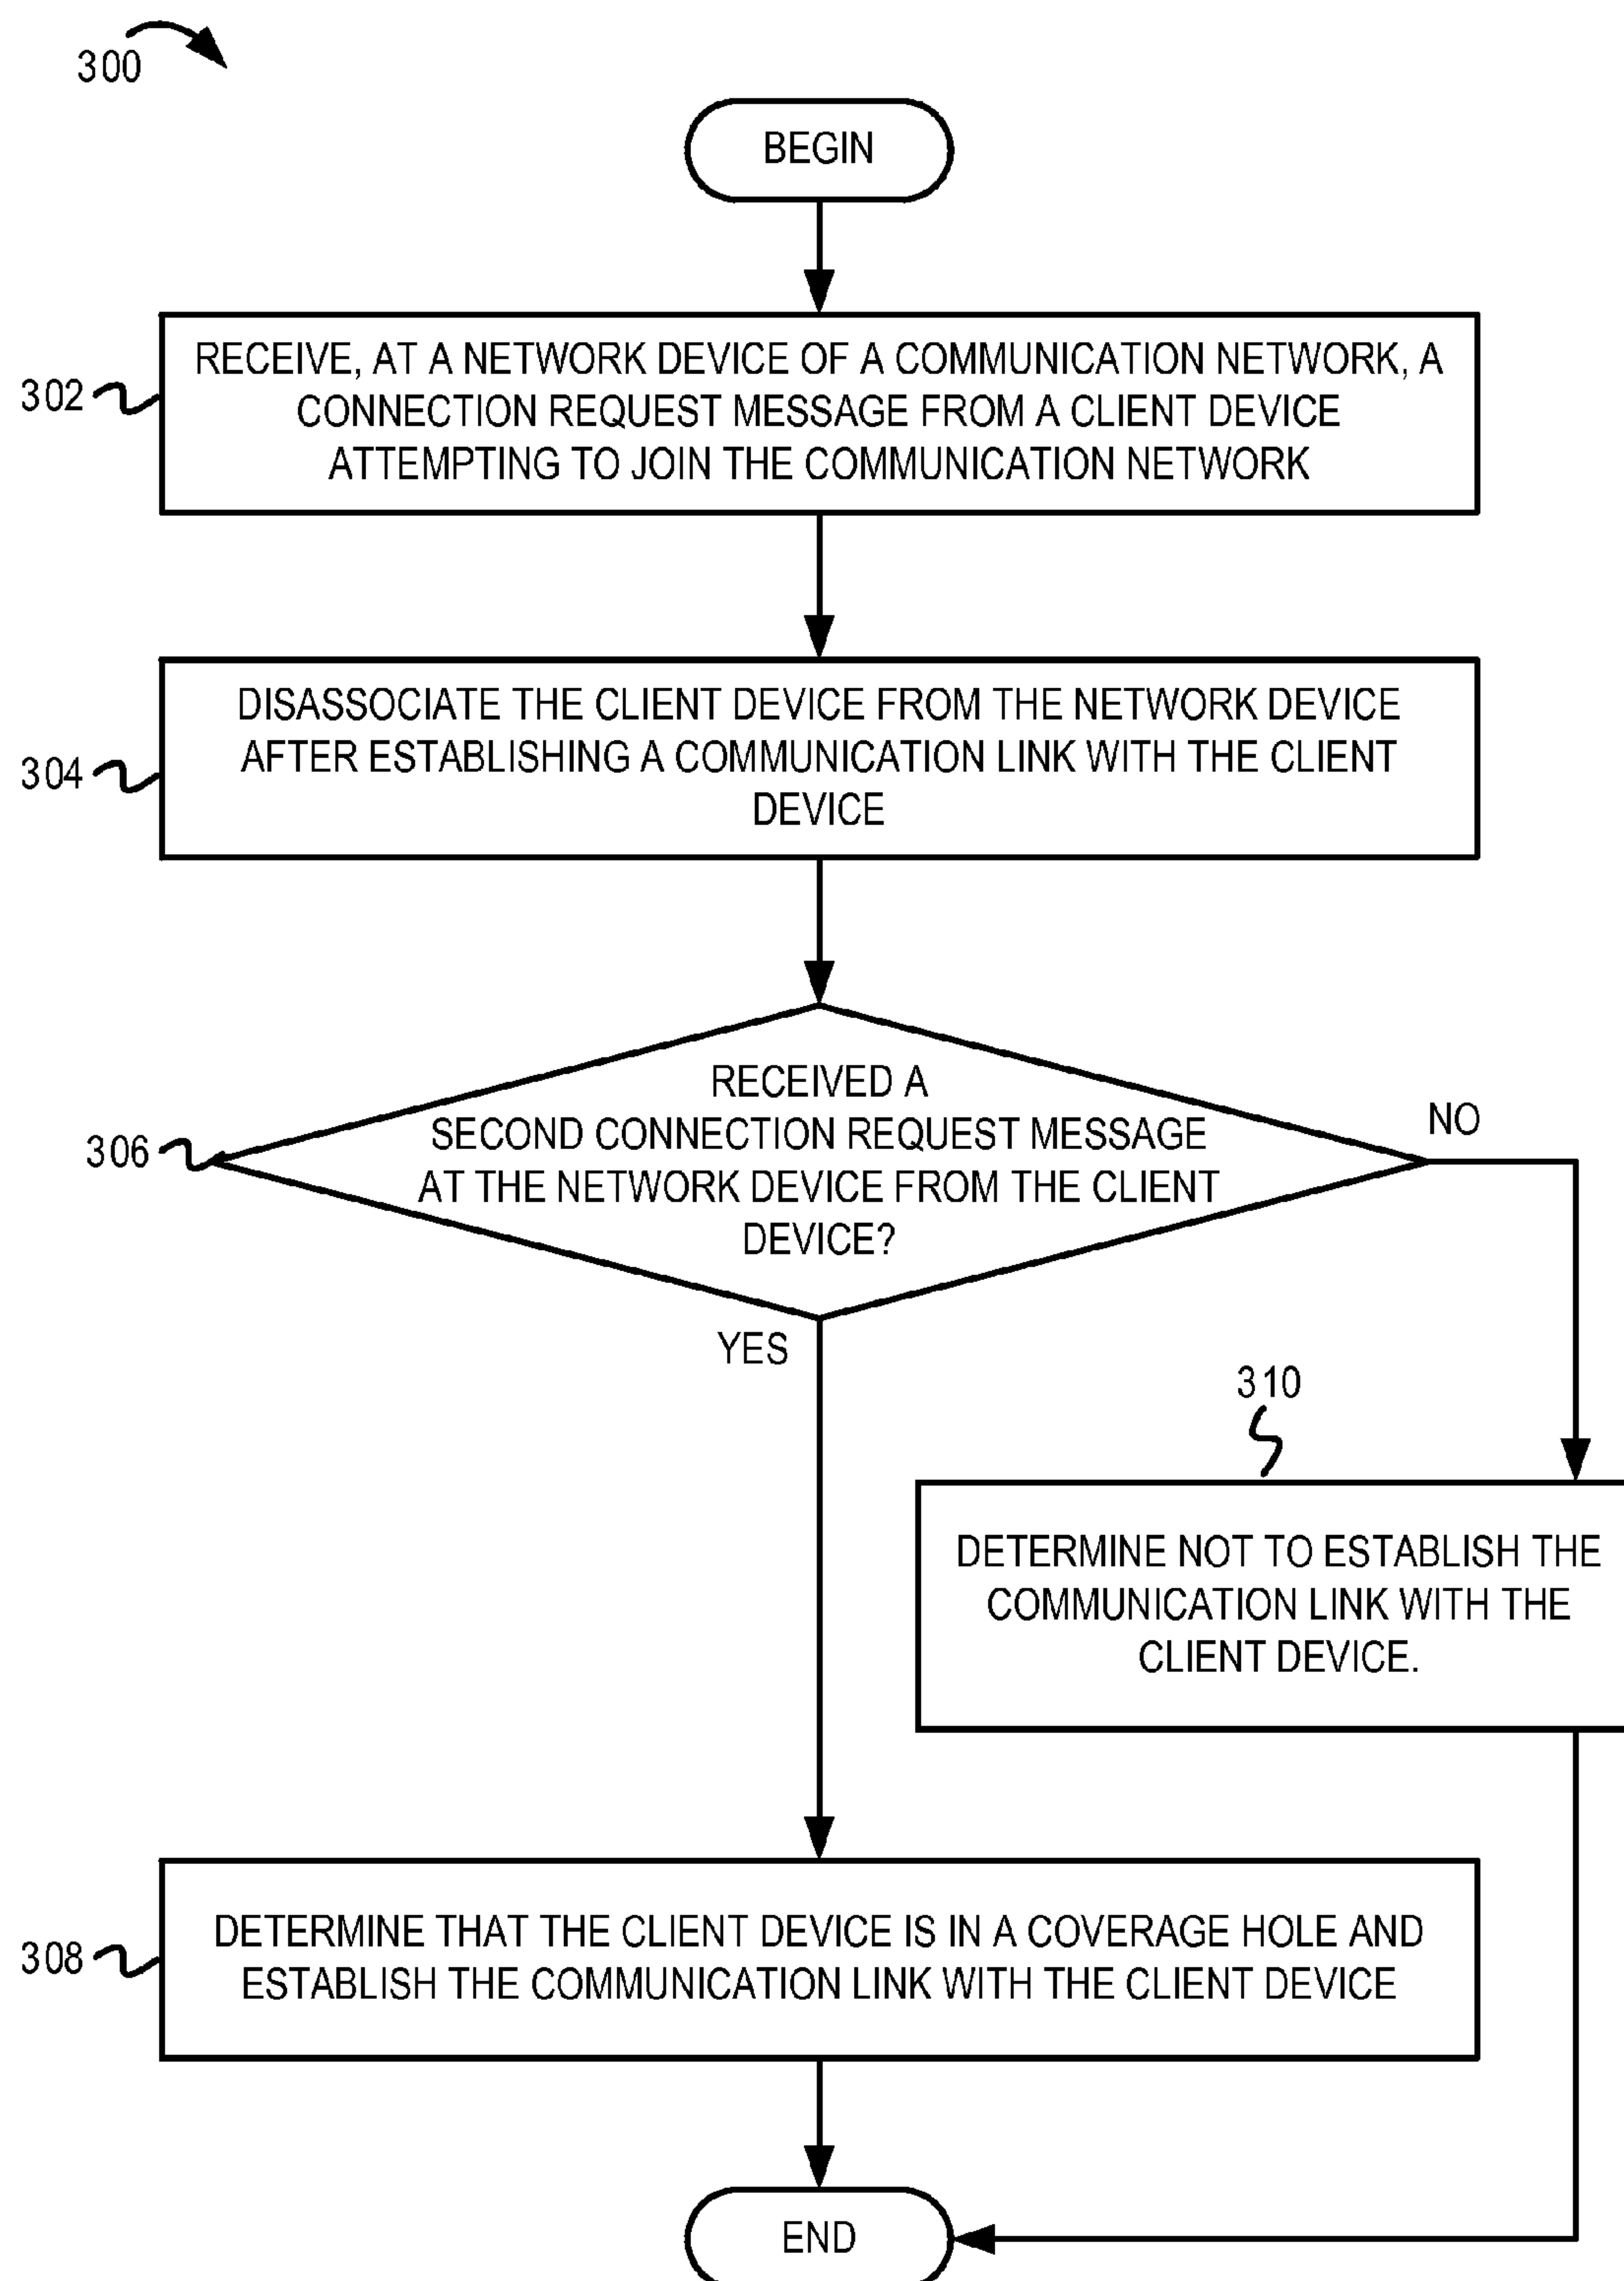 300
BEGIN
302
RECEIVE, AT A NETWORK DEVICE OF A COMMUNICATION NETWORK, A
CONNECTION REQUEST MESSAGE FROM A CLIENT DEVICE
ATTEMPTING TO JOIN THE COMMUNICATION NETWORK
304
DISASSOCIATE THE CLIENT DEVICE FROM THE NETWORK DEVICE
AFTER ESTABLISHING A COMMUNICATION LINK WITH THE CLIENT
DEVICE
306
RECEIVED A
SECOND CONNECTION REQUEST MESSAGE
AT THE NETWORK DEVICE FROM THE CLIENT
DEVICE?
NO
YES
310
DETERMINE NOT TO ESTABLISH THE
COMMUNICATION LINK WITH THE
CLIENT DEVICE.
308
DETERMINE THAT THE CLIENT DEVICE IS IN A COVERAGE HOLE AND
ESTABLISH THE COMMUNICATION LINK WITH THE CLIENT DEVICE
END